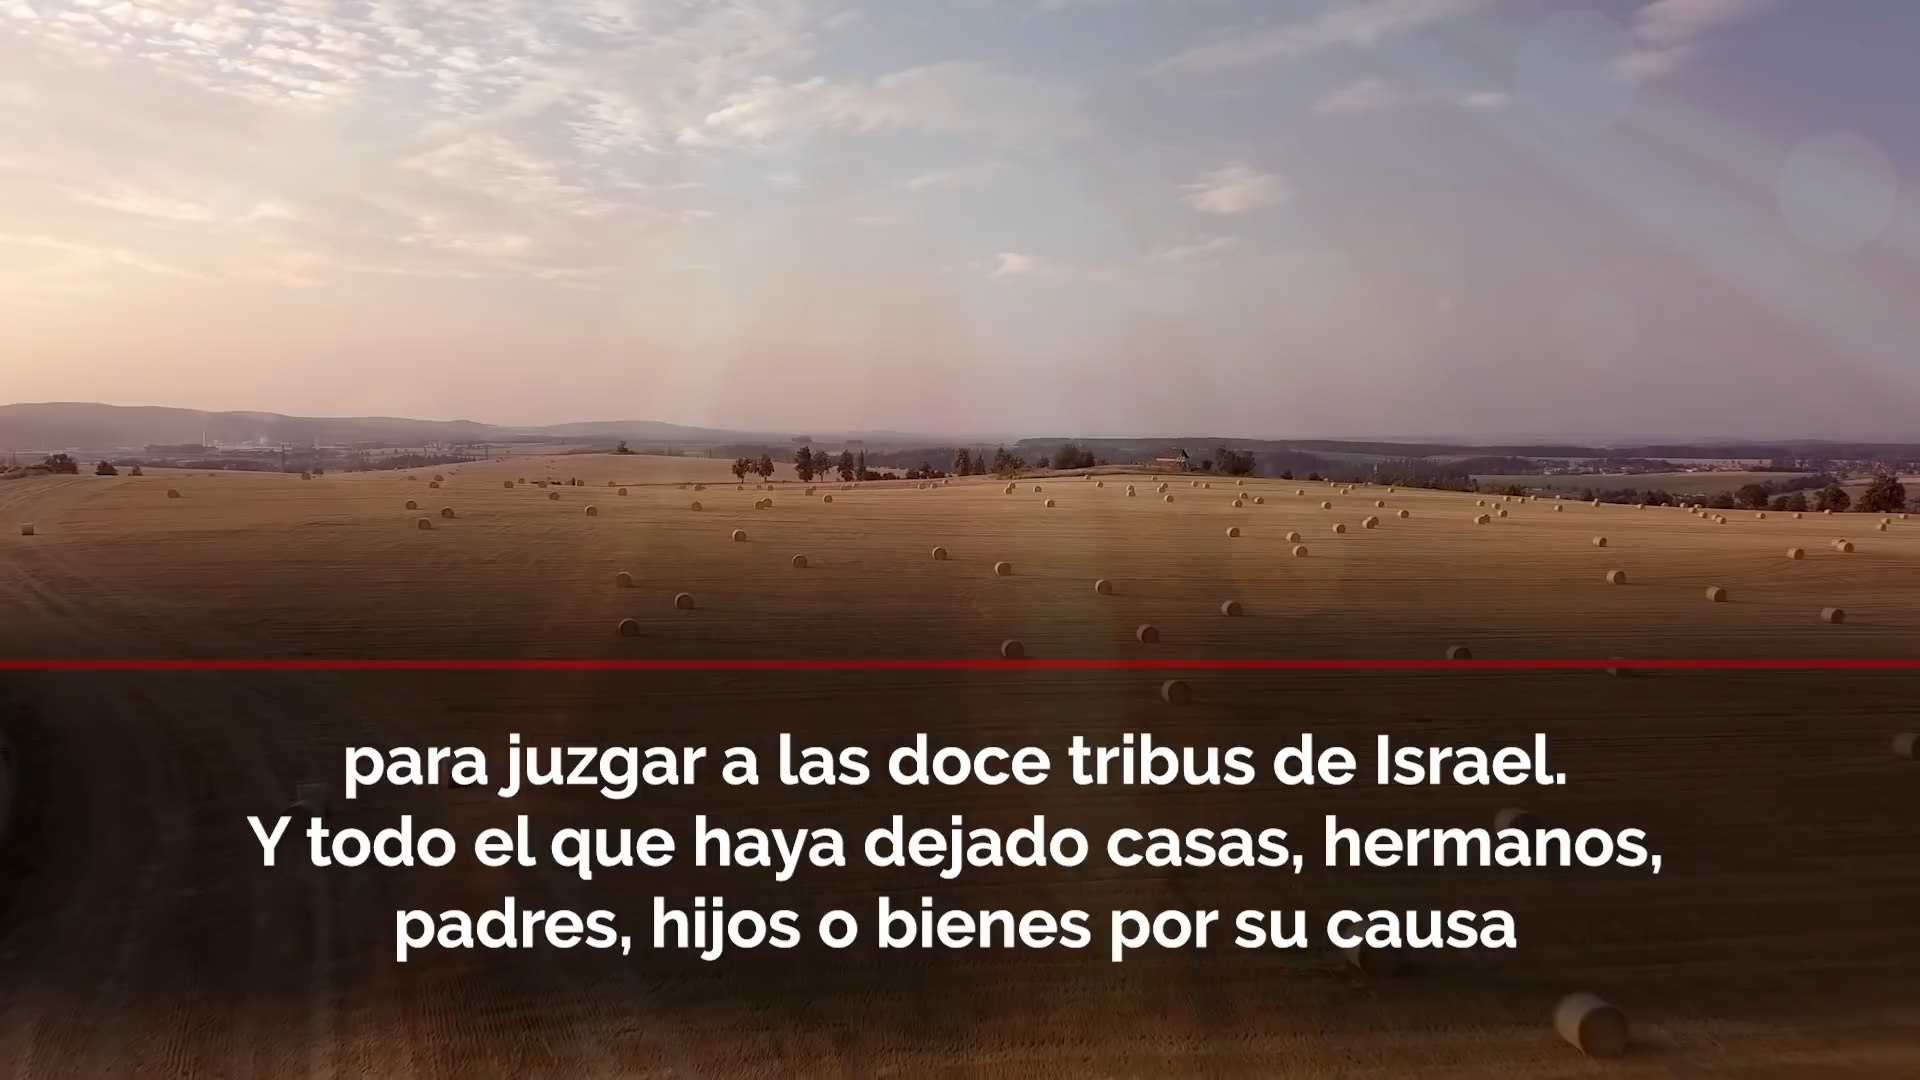 para juzgar a las doce tribus de Israel.
Y todo el que haya dejado casas, hermanos,
padres, hijos o bienes por su causa